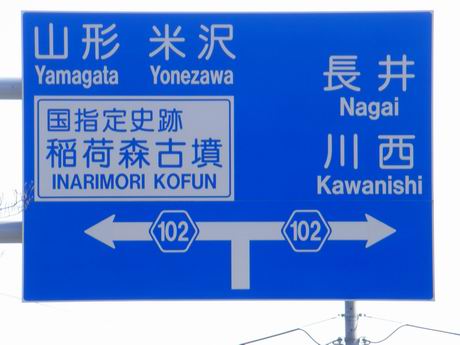 山形 米沢
Yamagata Yonezawa
国指定史跡
稲荷森古墳
INARIMORI KOFUN
長井
Nagai
川西
Kawanishi
102 102